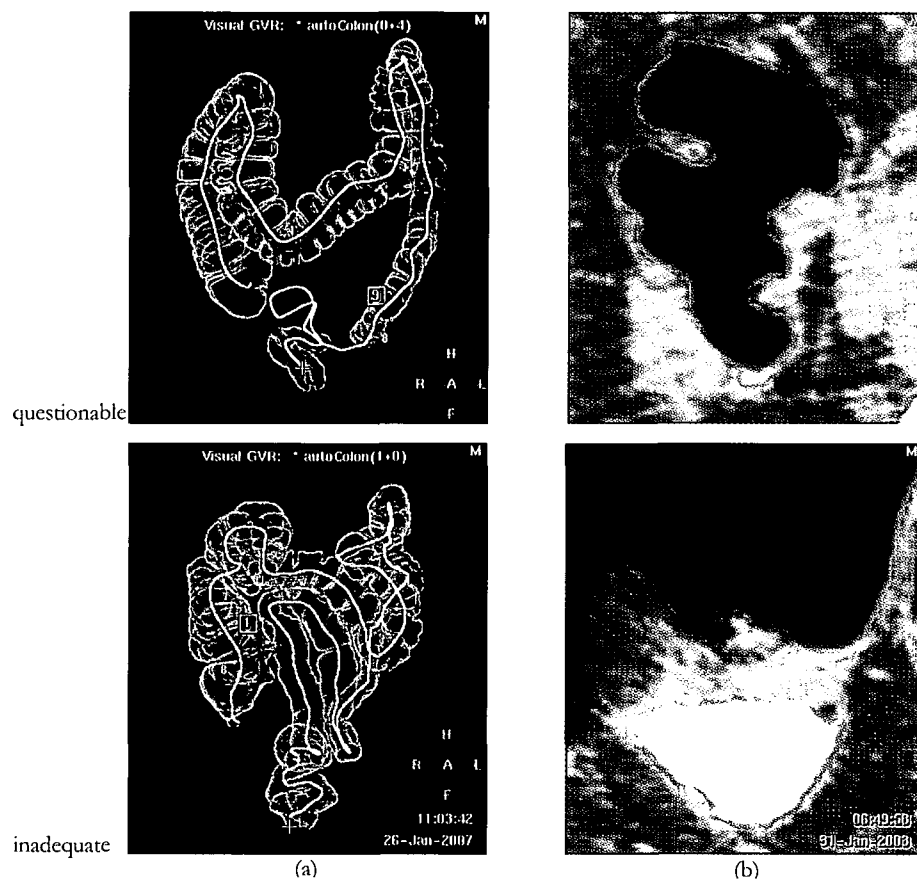 Visual GVR: * autoColon(0+4)
M
9
8
H
R A L
F
questionable
Visual GVR: * autoColon(1+0)
M
M
1
H
R A L
F
11:03:42
26-Jan-2007
inadequate
(a)
(b)